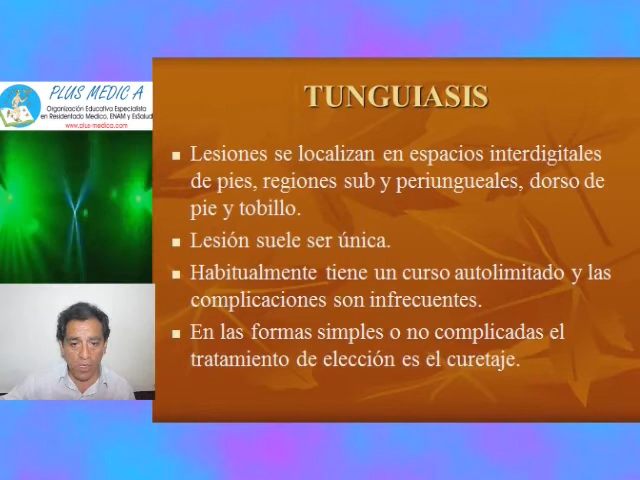 PLUS MEDIC A
Organización Educativa Especialista
en Residentado Medico, ENAM y EsSalud
www.plus-medica.com
TUNGUIASIS
Lesiones se localizan en espacios interdigitales
de pies, regiones sub y periungueales, dorso de
pie y tobillo.
Lesión suele ser única.
Habitualmente tiene un curso autolimitado y las
complicaciones son infrecuentes.
En las formas simples o no complicadas el
tratamiento de elección es el curetaje.